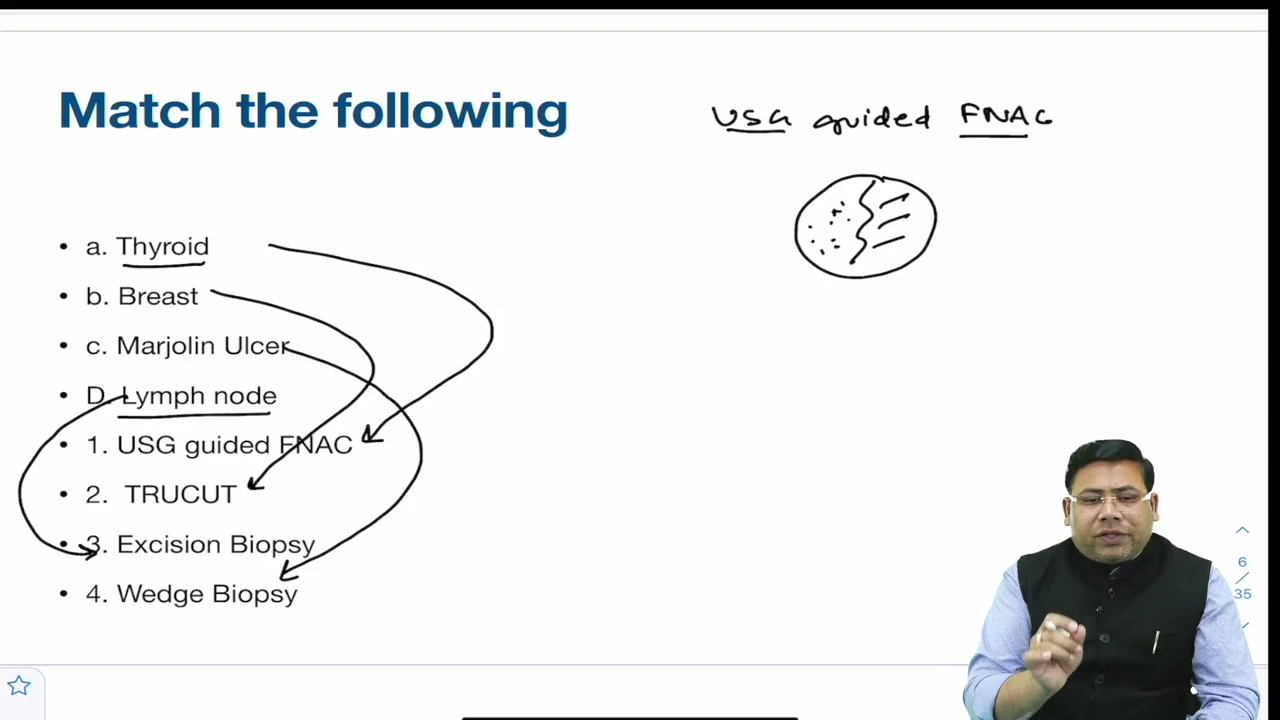 Match the following
USG guided FNAC
• a. Thyroid
• b. Breast
• c. Marjolin Ulcer
• D. Lymph node
• 1. USG guided FNAC
• 2. TRUCUT
• 3. Excision Biopsy
• 4. Wedge Biopsy
6
35